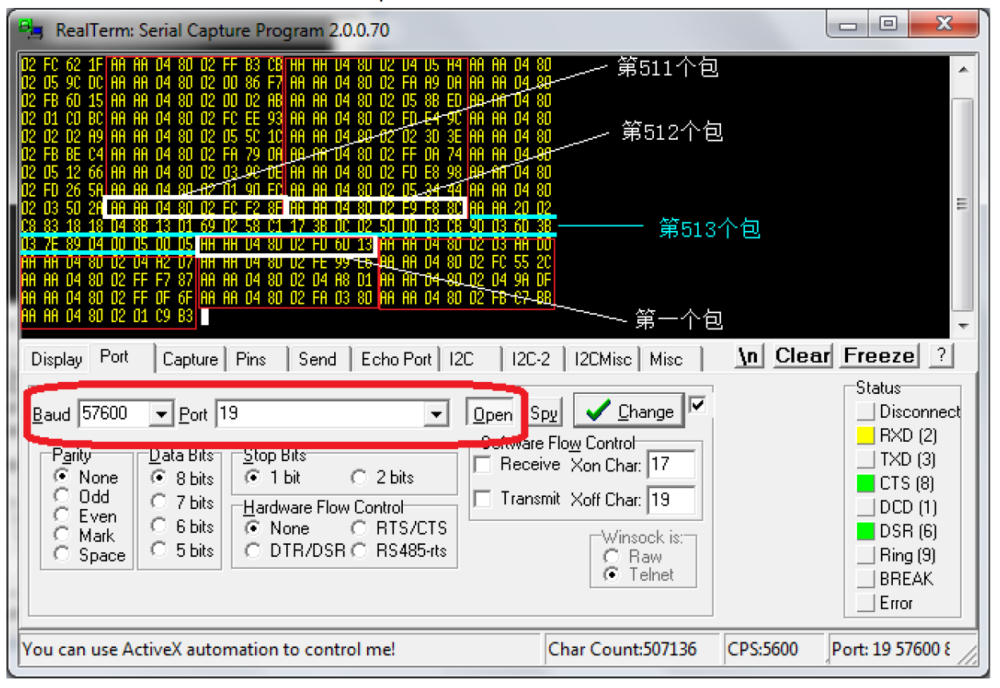 RealTerm: Serial Capture Program 2.0.0.70
02 FC 62 1F AA AA 04 80 02 FF B3 CB AA AA 04 80 02 04 D5 A4 AA AA 04 80
02 05 9C DC AA AA 04 80 02 00 86 F7 AA AA 04 80 02 FA A9 DA AA AA 04 80
02 FB 60 15 AA AA 04 80 02 00 D2 AB AA AA 04 80 02 05 8B ED AA AA 04 80
02 01 C0 BC AA AA 04 80 02 FC EE 93 AA AA 04 80 02 FD E4 9C AA AA 04 80
02 02 D2 A9 AA AA 04 80 02 05 5C 1C AA AA 04 80 02 02 3D 3E AA AA 04 80
02 FB BE C4 AA AA 04 80 02 FA 79 0A AA AA 04 80 02 FF 0A 74 AA AA 04 80
02 05 12 66 AA AA 04 80 02 03 9C DE AA AA 04 80 02 FD E8 98 AA AA 04 80
02 FD 26 5A AA AA 04 80 02 01 90 EC AA AA 04 80 02 05 34 44 AA AA 04 80
02 03 50 2A AA AA 04 80 02 FC E2 8F AA AA 04 80 02 F9 F8 8C AA AA 20 02
C8 83 18 18 04 8B 13 D1 69 02 58 C1 17 3B DC 02 50 00 03 CB 9D 03 6D 3B
03 7E 89 04 00 05 00 05 AA AA 04 80 02 FD 6D 13 AA AA 04 80 02 03 AA DD
AA AA 04 80 02 04 A2 D7 AA AA 04 80 02 FE 99 E6 AA AA 04 80 02 FC 55 2C
AA AA 04 80 02 FF F7 87 AA AA 04 80 02 04 A8 D1 AA AA 04 80 02 04 9A DF
AA AA 04 80 02 FF 0F 6F AA AA 04 80 02 FA 03 80 AA AA 04 80 02 FB C7 BB
AA AA 04 80 02 D1 C9 B3
第511个包
第512个包
第513个包
第一个包
Display Port Capture Pins Send Echo Port I2C I2C-2 I2CMisc Misc \n Clear Freeze ?
Baud 57600 Port 19 Open Spy Change
Parity
None
Odd
Even
Mark
Space
Data Bits
8 bits
7 bits
6 bits
5 bits
Stop Bits
1 bit 2 bits
Hardware Flow Control
None RTS/CTS
DTR/DSR RS485-rts
Software Flow Control
Receive Xon Char: 17
Transmit Xoff Char: 19
Winsock is:
Raw
Telnet
Status
Disconnect
RXD (2)
TXD (3)
CTS (8)
DCD (1)
DSR (6)
Ring (9)
BREAK
Error
You can use ActiveX automation to control me! Char Count:507136 CPS:5600 Port: 19 57600 8